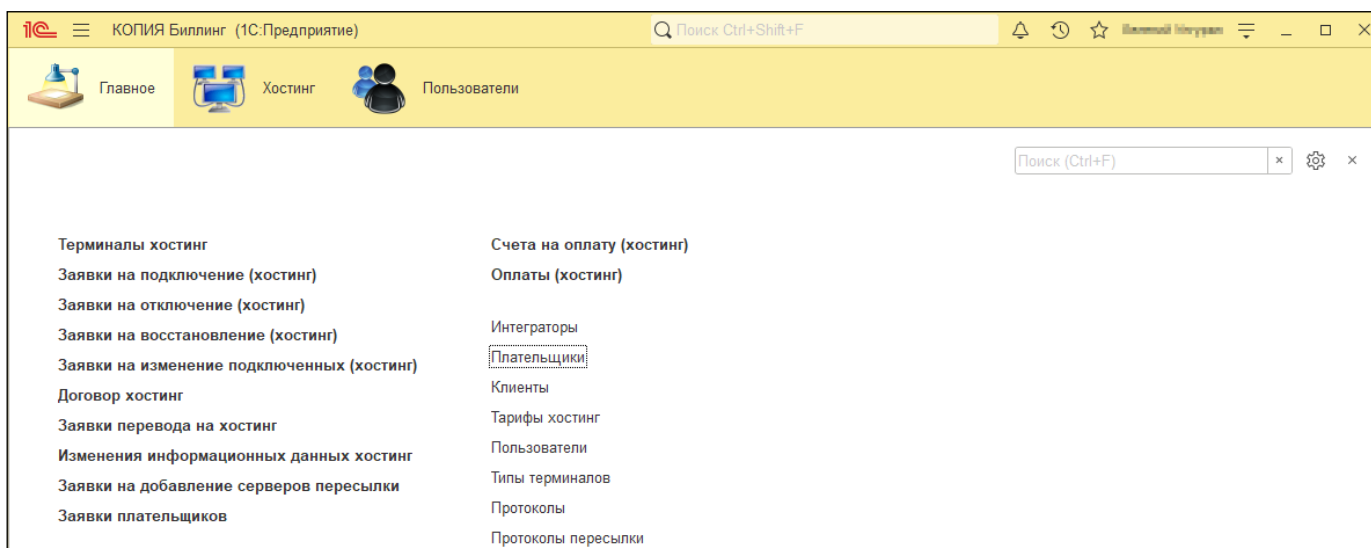 1С КОПИЯ Биллинг (1С:Предприятие) Поиск Ctrl+Shift+F
Главное Хостинг Пользователи
Поиск (Ctrl+F)
Терминалы хостинг
Заявки на подключение (хостинг)
Заявки на отключение (хостинг)
Заявки на восстановление (хостинг)
Заявки на изменение подключенных (хостинг)
Договор хостинг
Заявки перевода на хостинг
Изменения информационных данных хостинг
Заявки на добавление серверов пересылки
Заявки плательщиков
Счета на оплату (хостинг)
Оплаты (хостинг)
Интеграторы
Плательщики
Клиенты
Тарифы хостинг
Пользователи
Типы терминалов
Протоколы
Протоколы пересылки